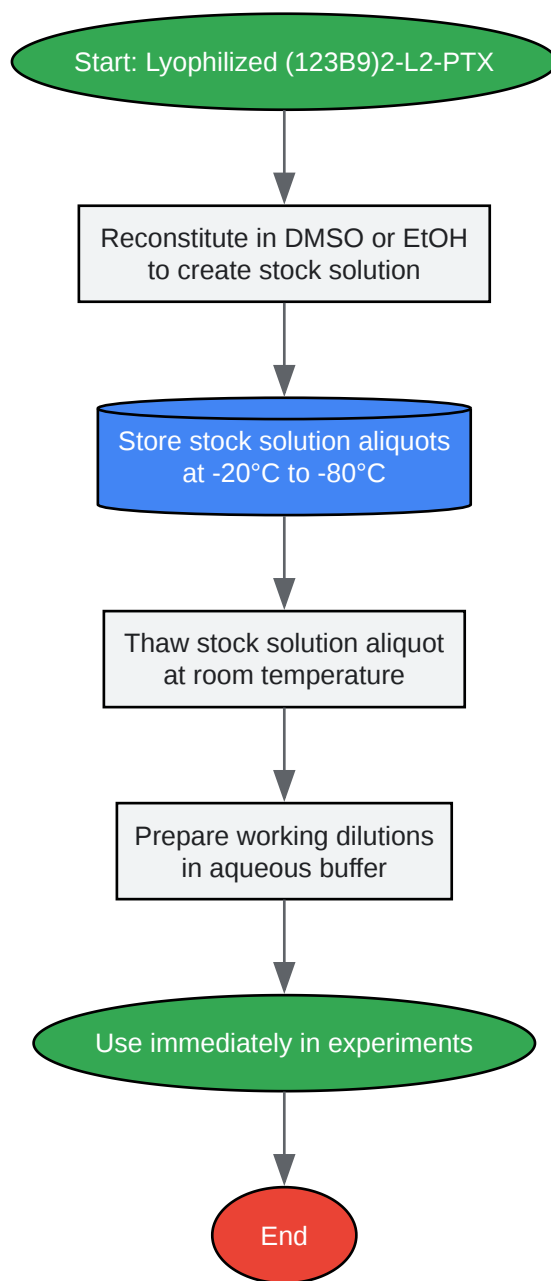 Start: Lyophilized (123B9)2-L2-PTX
Reconstitute in DMSO or EtOH
to create stock solution
Store stock solution aliquots
at -20°C to -80°C
Thaw stock solution aliquot
at room temperature
Prepare working dilutions
in aqueous buffer
Use immediately in experiments
End